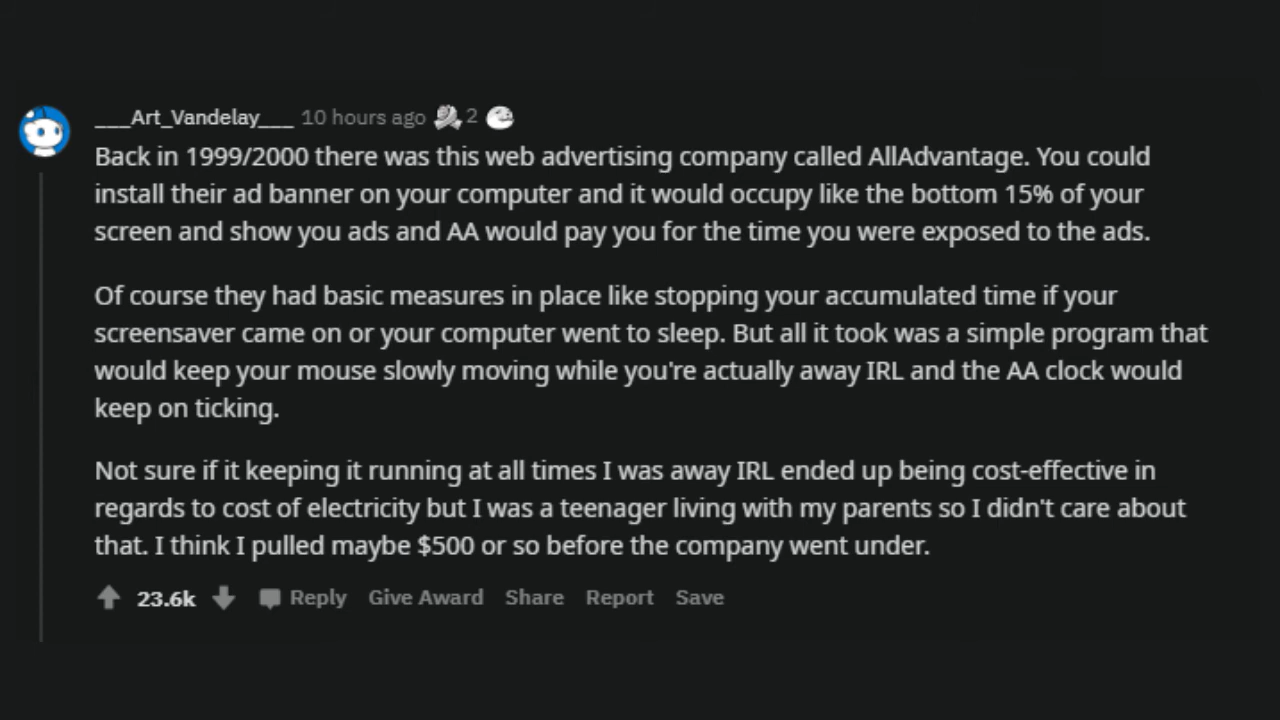 ___Art_Vandelay___ 10 hours ago 2
Back in 1999/2000 there was this web advertising company called AllAdvantage. You could
install their ad banner on your computer and it would occupy like the bottom 15% of your
screen and show you ads and AA would pay you for the time you were exposed to the ads.
Of course they had basic measures in place like stopping your accumulated time if your
screensaver came on or your computer went to sleep. But all it took was a simple program that
would keep your mouse slowly moving while you're actually away IRL and the AA clock would
keep on ticking.
Not sure if it keeping it running at all times I was away IRL ended up being cost-effective in
regards to cost of electricity but I was a teenager living with my parents so I didn't care about
that. I think I pulled maybe $500 or so before the company went under.
23.6k Reply Give Award Share Report Save